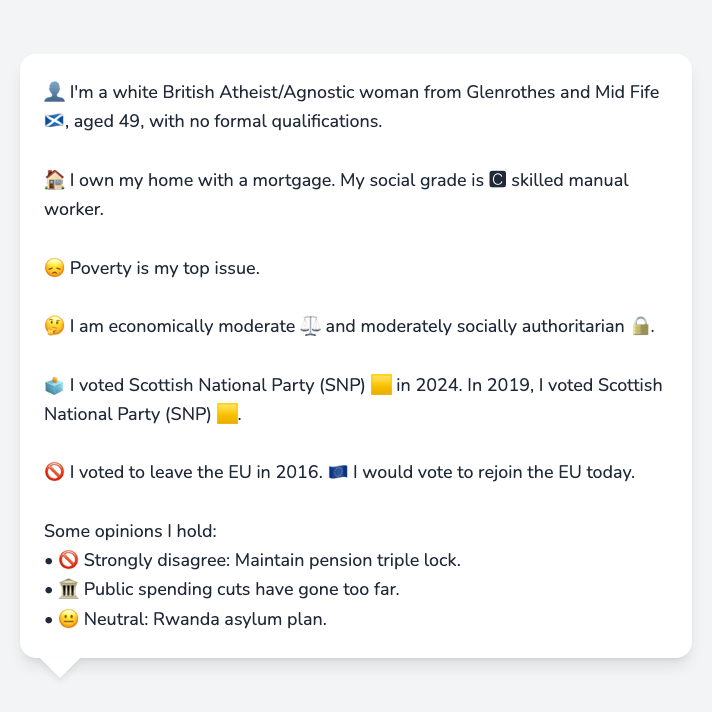 👤 I'm a white British Atheist/Agnostic woman from Glenrothes and Mid Fife
🏴󠁧󠁢󠁳󠁣󠁴󠁿, aged 49, with no formal qualifications.
🏠 I own my home with a mortgage. My social grade is 🅲 skilled manual
worker.
😞 Poverty is my top issue.
🤔 I am economically moderate ⚖️ and moderately socially authoritarian 🔒.
🗳️ I voted Scottish National Party (SNP) 🟨 in 2024. In 2019, I voted Scottish
National Party (SNP) 🟨.
🚫 I voted to leave the EU in 2016. 🇪🇺 I would vote to rejoin the EU today.
Some opinions I hold:
• 🚫 Strongly disagree: Maintain pension triple lock.
• 🏛️ Public spending cuts have gone too far.
• 😐 Neutral: Rwanda asylum plan.